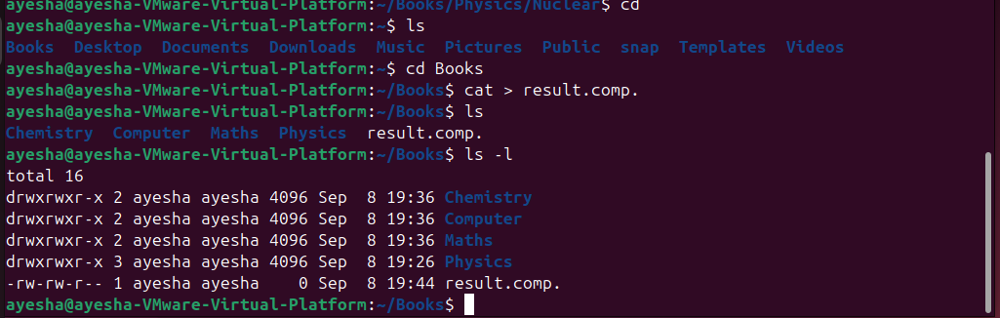 ayesha@ayesha-VMware-Virtual-Platform:~/Books/Physics/Nuclear$ cd
ayesha@ayesha-VMware-Virtual-Platform:~$ ls
Books  Desktop  Documents  Downloads  Music  Pictures  Public  snap  Templates  Videos
ayesha@ayesha-VMware-Virtual-Platform:~$ cd Books
ayesha@ayesha-VMware-Virtual-Platform:~/Books$ cat > result.comp.
ayesha@ayesha-VMware-Virtual-Platform:~/Books$ ls
Chemistry  Computer  Maths  Physics  result.comp.
ayesha@ayesha-VMware-Virtual-Platform:~/Books$ ls -l
total 16
drwxrwxr-x 2 ayesha ayesha 4096 Sep  8 19:36 Chemistry
drwxrwxr-x 2 ayesha ayesha 4096 Sep  8 19:36 Computer
drwxrwxr-x 2 ayesha ayesha 4096 Sep  8 19:36 Maths
drwxrwxr-x 3 ayesha ayesha 4096 Sep  8 19:26 Physics
-rw-rw-r-- 1 ayesha ayesha    0 Sep  8 19:44 result.comp.
ayesha@ayesha-VMware-Virtual-Platform:~/Books$